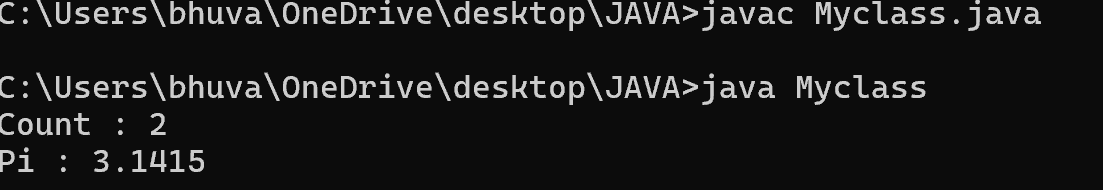 C:\Users\bhuva\OneDrive\desktop\JAVA>javac Myclass.java
C:\Users\bhuva\OneDrive\desktop\JAVA>java Myclass
Count : 2
Pi : 3.1415